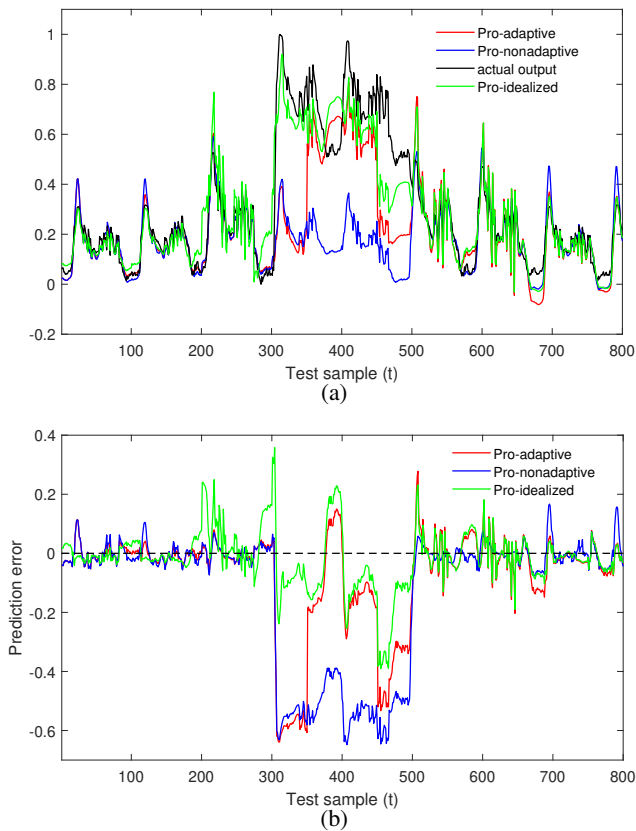 Pro-adaptive
Pro-nonadaptive
actual output
Pro-idealized
1
0.8
0.6
0.4
0.2
0
-0.2
100 200 300 400 500 600 700 800
Test sample (t)
(a)
Prediction error
Pro-adaptive
Pro-nonadaptive
Pro-idealized
0.4
0.2
0
-0.2
-0.4
-0.6
100 200 300 400 500 600 700 800
Test sample (t)
(b)